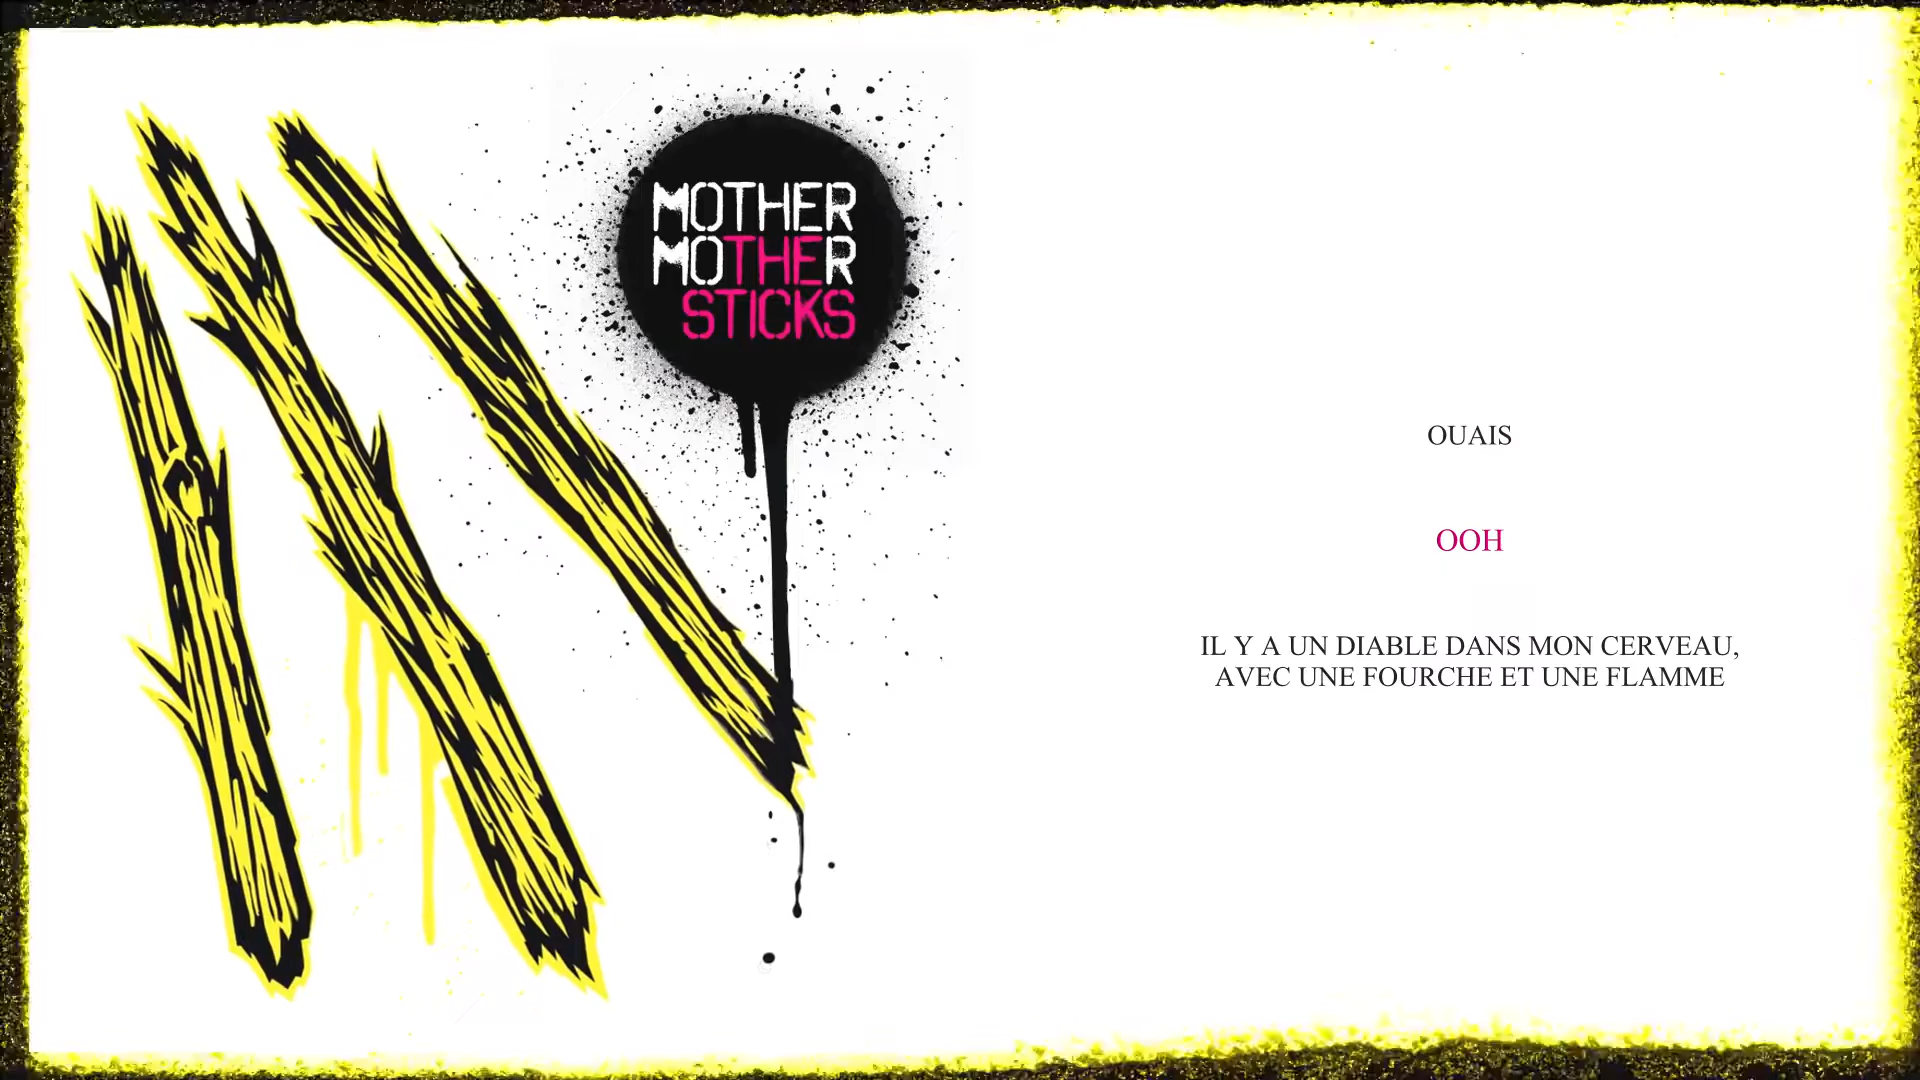 MOTHER
MOTHER
STICKS
OUAIS
OOH
IL Y A UN DIABLE DANS MON CERVEAU,
AVEC UNE FOURCHE ET UNE FLAMME